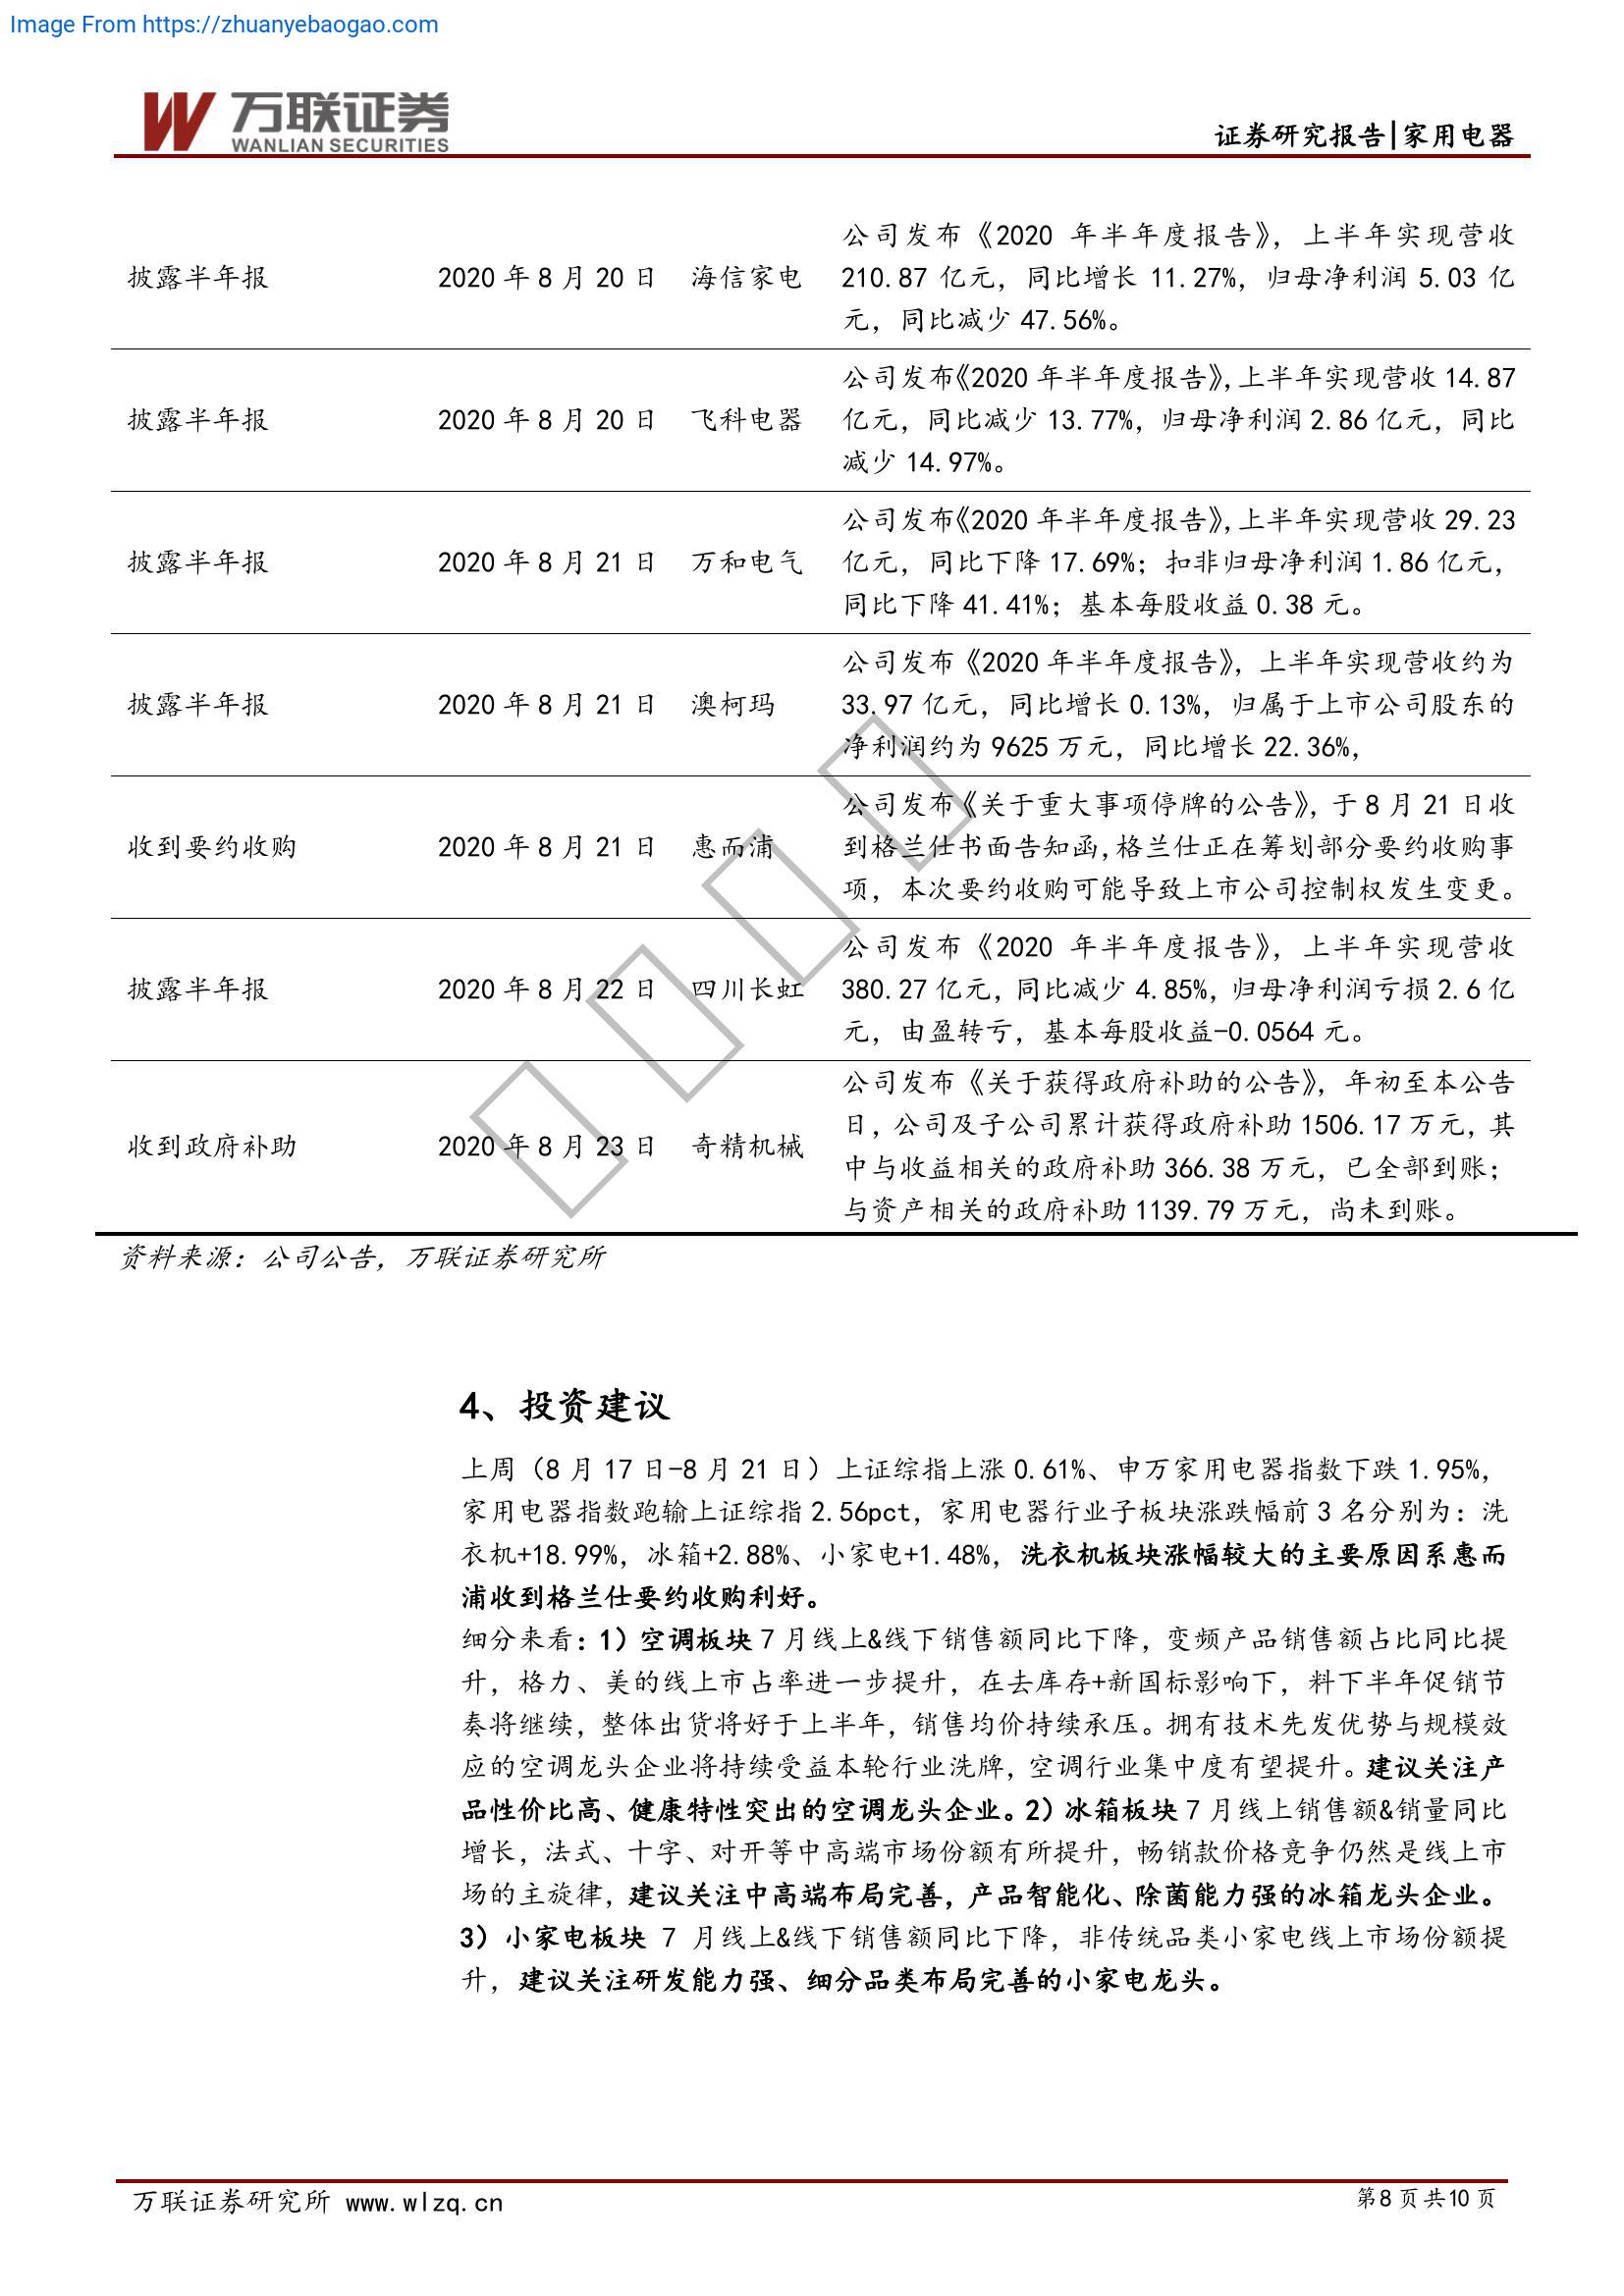 Image From https://zhuanyebaogao.com
万联证券
WANLIAN SECURITIES
证券研究报告|家用电器
披露半年报 2020 年 8 月 20 日 海信家电 公司发布《2020 年半年度报告》，上半年实现营收
210.87 亿元，同比增长 11.27%，归母净利润 5.03 亿
元，同比减少 47.56%。
披露半年报 2020 年 8 月 20 日 飞科电器 公司发布《2020 年半年度报告》，上半年实现营收 14.87
亿元，同比减少 13.77%，归母净利润 2.86 亿元，同比
减少 14.97%。
披露半年报 2020 年 8 月 21 日 万和电气 公司发布《2020 年半年度报告》，上半年实现营收 29.23
亿元，同比下降 17.69%；扣非归母净利润 1.86 亿元，
同比下降 41.41%；基本每股收益 0.38 元。
披露半年报 2020 年 8 月 21 日 澳柯玛 公司发布《2020 年半年度报告》，上半年实现营收约为
33.97 亿元，同比增长 0.13%，归属于上市公司股东的
净利润约为 9625 万元，同比增长 22.36%，
收到要约收购 2020 年 8 月 21 日 惠而浦 公司发布《关于重大事项停牌的公告》，于 8 月 21 日收
到格兰仕书面告知函，格兰仕正在筹划部分要约收购事
项，本次要约收购可能导致上市公司控制权发生变更。
披露半年报 2020 年 8 月 22 日 四川长虹 公司发布《2020 年半年度报告》，上半年实现营收
380.27 亿元，同比减少 4.85%，归母净利润亏损 2.6 亿
元，由盈转亏，基本每股收益-0.0564 元。
收到政府补助 2020 年 8 月 23 日 奇精机械 公司发布《关于获得政府补助的公告》，年初至本公告
日，公司及子公司累计获得政府补助 1506.17 万元，其
中与收益相关的政府补助 366.38 万元，已全部到账；
与资产相关的政府补助 1139.79 万元，尚未到账。
资料来源：公司公告，万联证券研究所
4、投资建议
上周（8 月 17 日-8 月 21 日）上证综指上涨 0.61%、申万家用电器指数下跌 1.95%，
家用电器指数跑输上证综指 2.56pct，家用电器行业子板块涨跌幅前 3 名分别为：洗
衣机+18.99%，冰箱+2.88%、小家电+1.48%，洗衣机板块涨幅较大的主要原因系惠而
浦收到格兰仕要约收购利好。
细分来看：1）空调板块 7 月线上&线下销售额同比下降，变频产品销售额占比同比提
升，格力、美的线上市占率进一步提升，在去库存+新国标影响下，料下半年促销节
奏将继续，整体出货将好于上半年，销售均价持续承压。拥有技术先发优势与规模效
应的空调龙头企业将持续受益本轮行业洗牌，空调行业集中度有望提升。建议关注产
品性价比高、健康特性突出的空调龙头企业。2）冰箱板块 7 月线上销售额&销量同比
增长，法式、十字、对开等中高端市场份额有所提升，畅销款价格竞争仍然是线上市
场的主旋律，建议关注中高端布局完善，产品智能化、除菌能力强的冰箱龙头企业。
3）小家电板块 7 月线上&线下销售额同比下降，非传统品类小家电线上市场份额提
升，建议关注研发能力强、细分品类布局完善的小家电龙头。
万联证券研究所 www.wlzq.cn
第 8 页 共 10 页